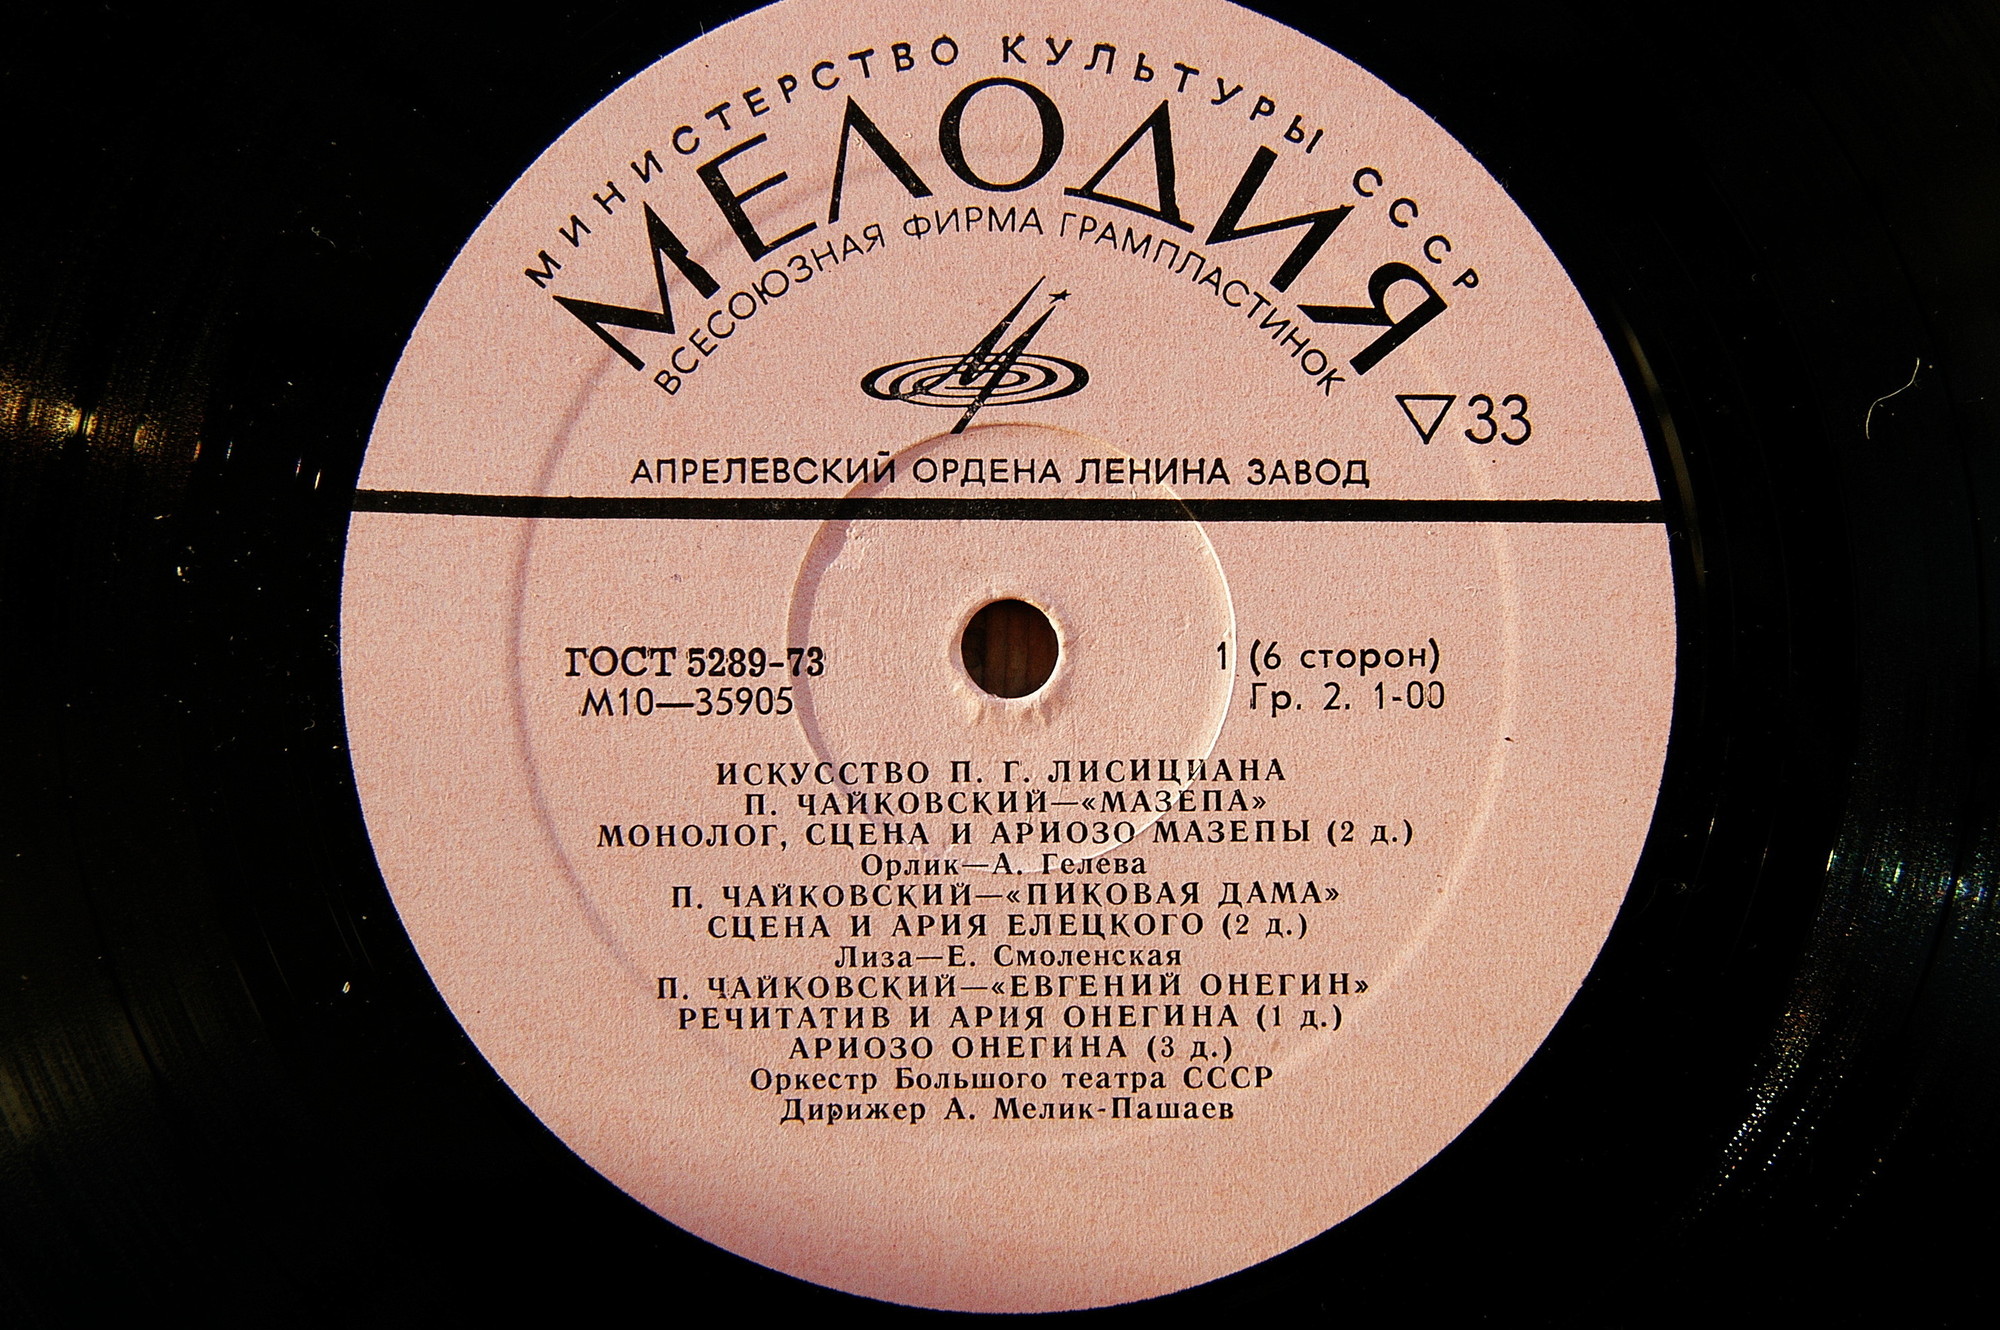 МИНИСТЕРСТВО КУЛЬТУРЫ СССР
МЕЛОДИЯ
ВСЕСОЮЗНАЯ ФИРМА ГРАМПЛАСТИНОК
▽33
АПРЕЛЕВСКИЙ ОРДЕНА ЛЕНИНА ЗАВОД
ГОСТ 5289-73
М10—35905
1 (6 сторон)
Гр. 2. 1-00
ИСКУССТВО П. Г. ЛИСИЦИАНА
П. ЧАЙКОВСКИЙ—«МАЗЕПА»
МОНОЛОГ, СЦЕНА И АРИОЗО МАЗЕПЫ (2 д.)
Орлик—А. Гелева
П. ЧАЙКОВСКИЙ—«ПИКОВАЯ ДАМА»
СЦЕНА И АРИЯ ЕЛЕЦКОГО (2 д.)
Лиза—Е. Смоленская
П. ЧАЙКОВСКИЙ—«ЕВГЕНИЙ ОНЕГИН»
РЕЧИТАТИВ И АРИЯ ОНЕГИНА (1 д.)
АРИОЗО ОНЕГИНА (3 д.)
Оркестр Большого театра СССР
Дирижер А. Мелик-Пашаев